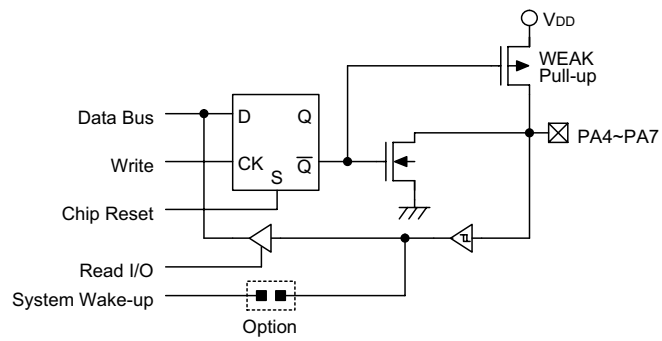 VDD
WEAK
Pull-up
Data Bus
D
Q
PA4~PA7
Write
CK
Q
S
Chip Reset
Read I/O
System Wake-up
Option